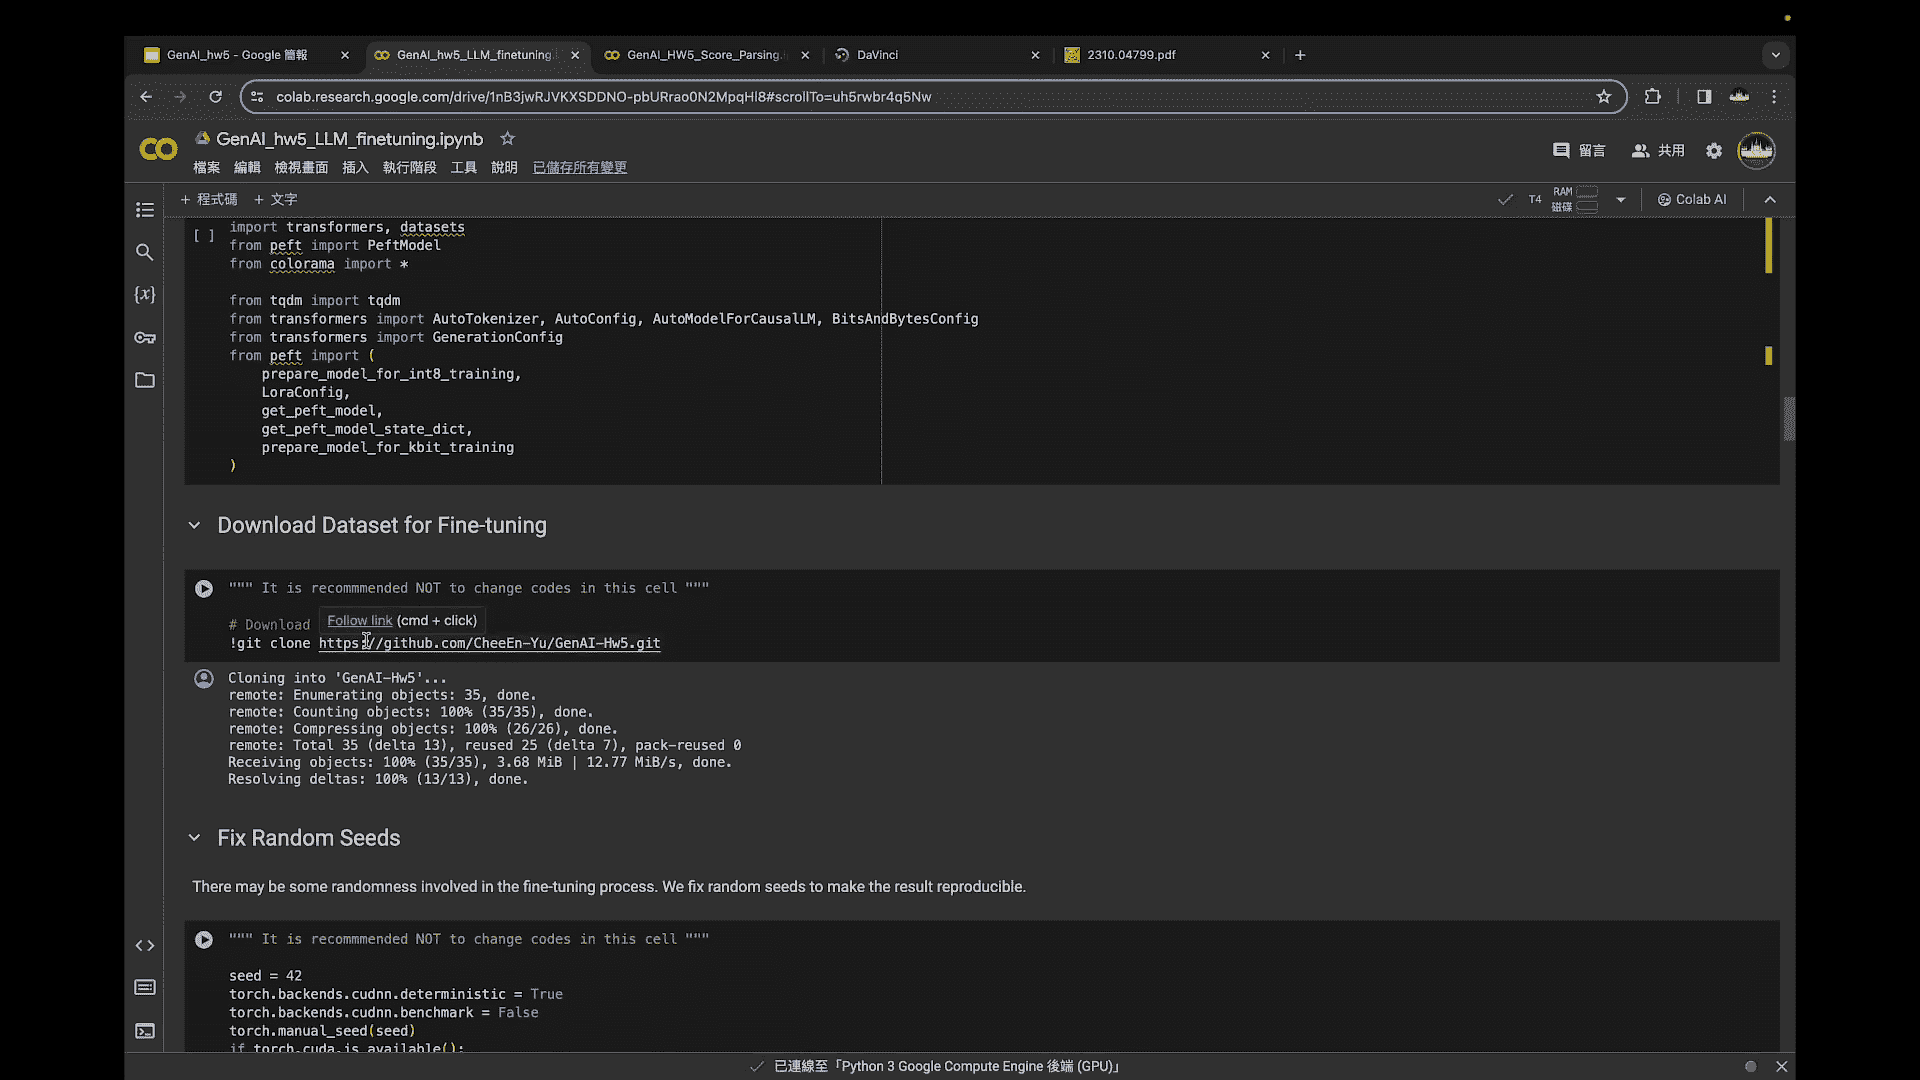 GenAI_hw5 - Google 簡報
GenAI_hw5_LLM_finetuning.
GenAI_HW5_Score_Parsing.
DaVinci
2310.04799.pdf
colab.research.google.com/drive/1nB3jwRJVKXSDDNO-pbURrao0N2MpqHl8#scrollTo=uh5rwbr4q5Nw
GenAI_hw5_LLM_finetuning.ipynb
檔案 編輯 檢視畫面 插入 執行階段 工具 說明 已儲存所有變更
留言 共用
+ 程式碼 + 文字
T4 RAM 磁碟 Colab AI
[ ]
import transformers, datasets
from peft import PeftModel
from colorama import *
from tqdm import tqdm
from transformers import AutoTokenizer, AutoConfig, AutoModelForCausalLM, BitsAndBytesConfig
from transformers import GenerationConfig
from peft import (
prepare_model_for_int8_training,
LoraConfig,
get_peft_model,
get_peft_model_state_dict,
prepare_model_for_kbit_training
)
Download Dataset for Fine-tuning
""" It is recommmended NOT to change codes in this cell """
# Download
Follow link (cmd + click)
!git clone https://github.com/CheeEn-Yu/GenAI-Hw5.git
Cloning into 'GenAI-Hw5'...
remote: Enumerating objects: 35, done.
remote: Counting objects: 100% (35/35), done.
remote: Compressing objects: 100% (26/26), done.
remote: Total 35 (delta 13), reused 25 (delta 7), pack-reused 0
Receiving objects: 100% (35/35), 3.68 MiB | 12.77 MiB/s, done.
Resolving deltas: 100% (13/13), done.
Fix Random Seeds
There may be some randomness involved in the fine-tuning process. We fix random seeds to make the result reproducible.
""" It is recommmended NOT to change codes in this cell """
seed = 42
torch.backends.cudnn.deterministic = True
torch.backends.cudnn.benchmark = False
torch.manual_seed(seed)
if torch.cuda.is_available():
已連線至「Python 3 Google Compute Engine 後端 (GPU)」